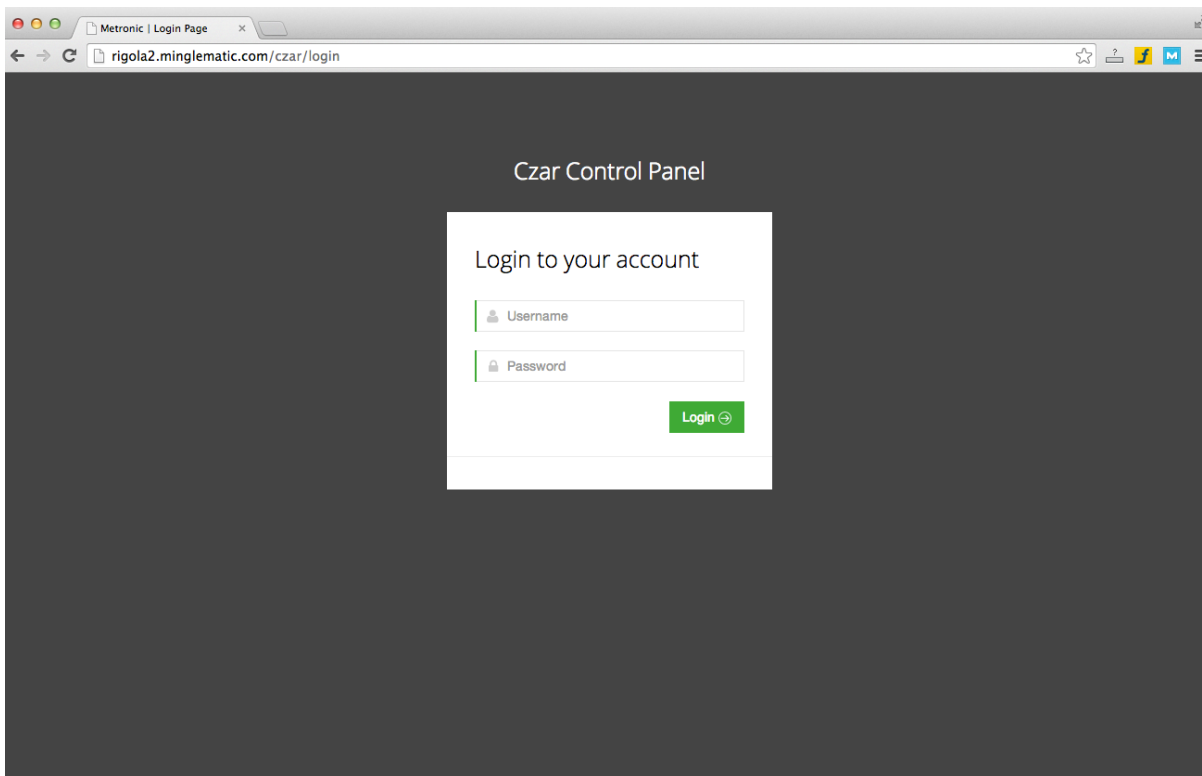 Metronic | Login Page
rigola2.minglematic.com/czar/login
Czar Control Panel
Login to your account
Username
Password
Login